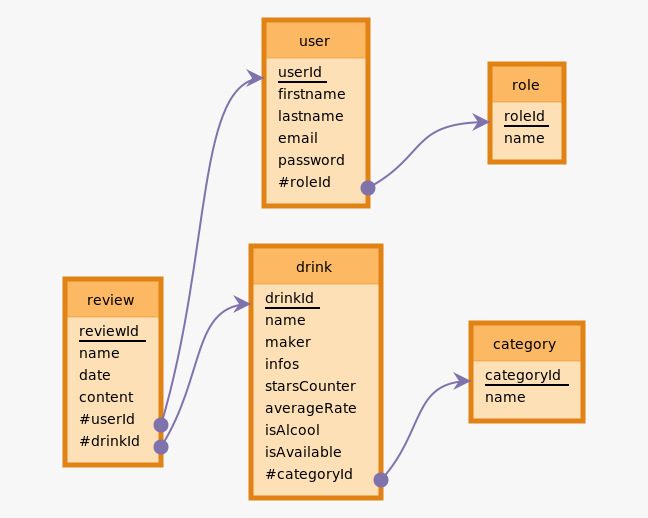 user
userId
firstname
lastname
email
password
#roleId
role
roleId
name
drink
drinkId
name
maker
infos
starsCounter
averageRate
isAlcool
isAvailable
#categoryId
review
reviewId
name
date
content
#userId
#drinkId
category
categoryId
name